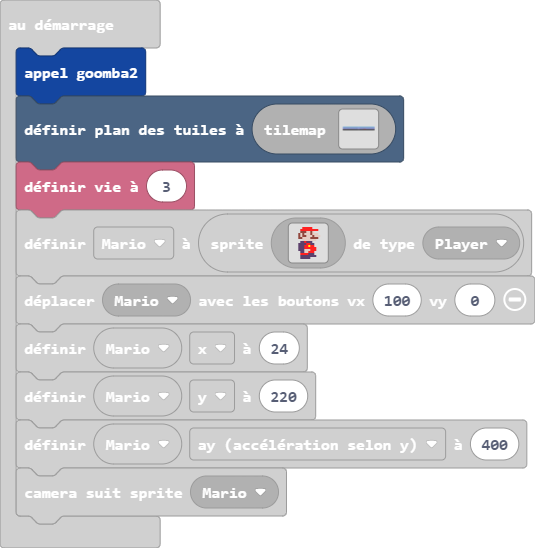 au démarrage
appel goomba2
définir plan des tuiles à tilemap
définir vie à 3
définir Mario à sprite de type Player
déplacer Mario avec les boutons vx 100 vy 0
définir Mario x à 24
définir Mario y à 220
définir Mario ay (accélération selon y) à 400
camera suit sprite Mario